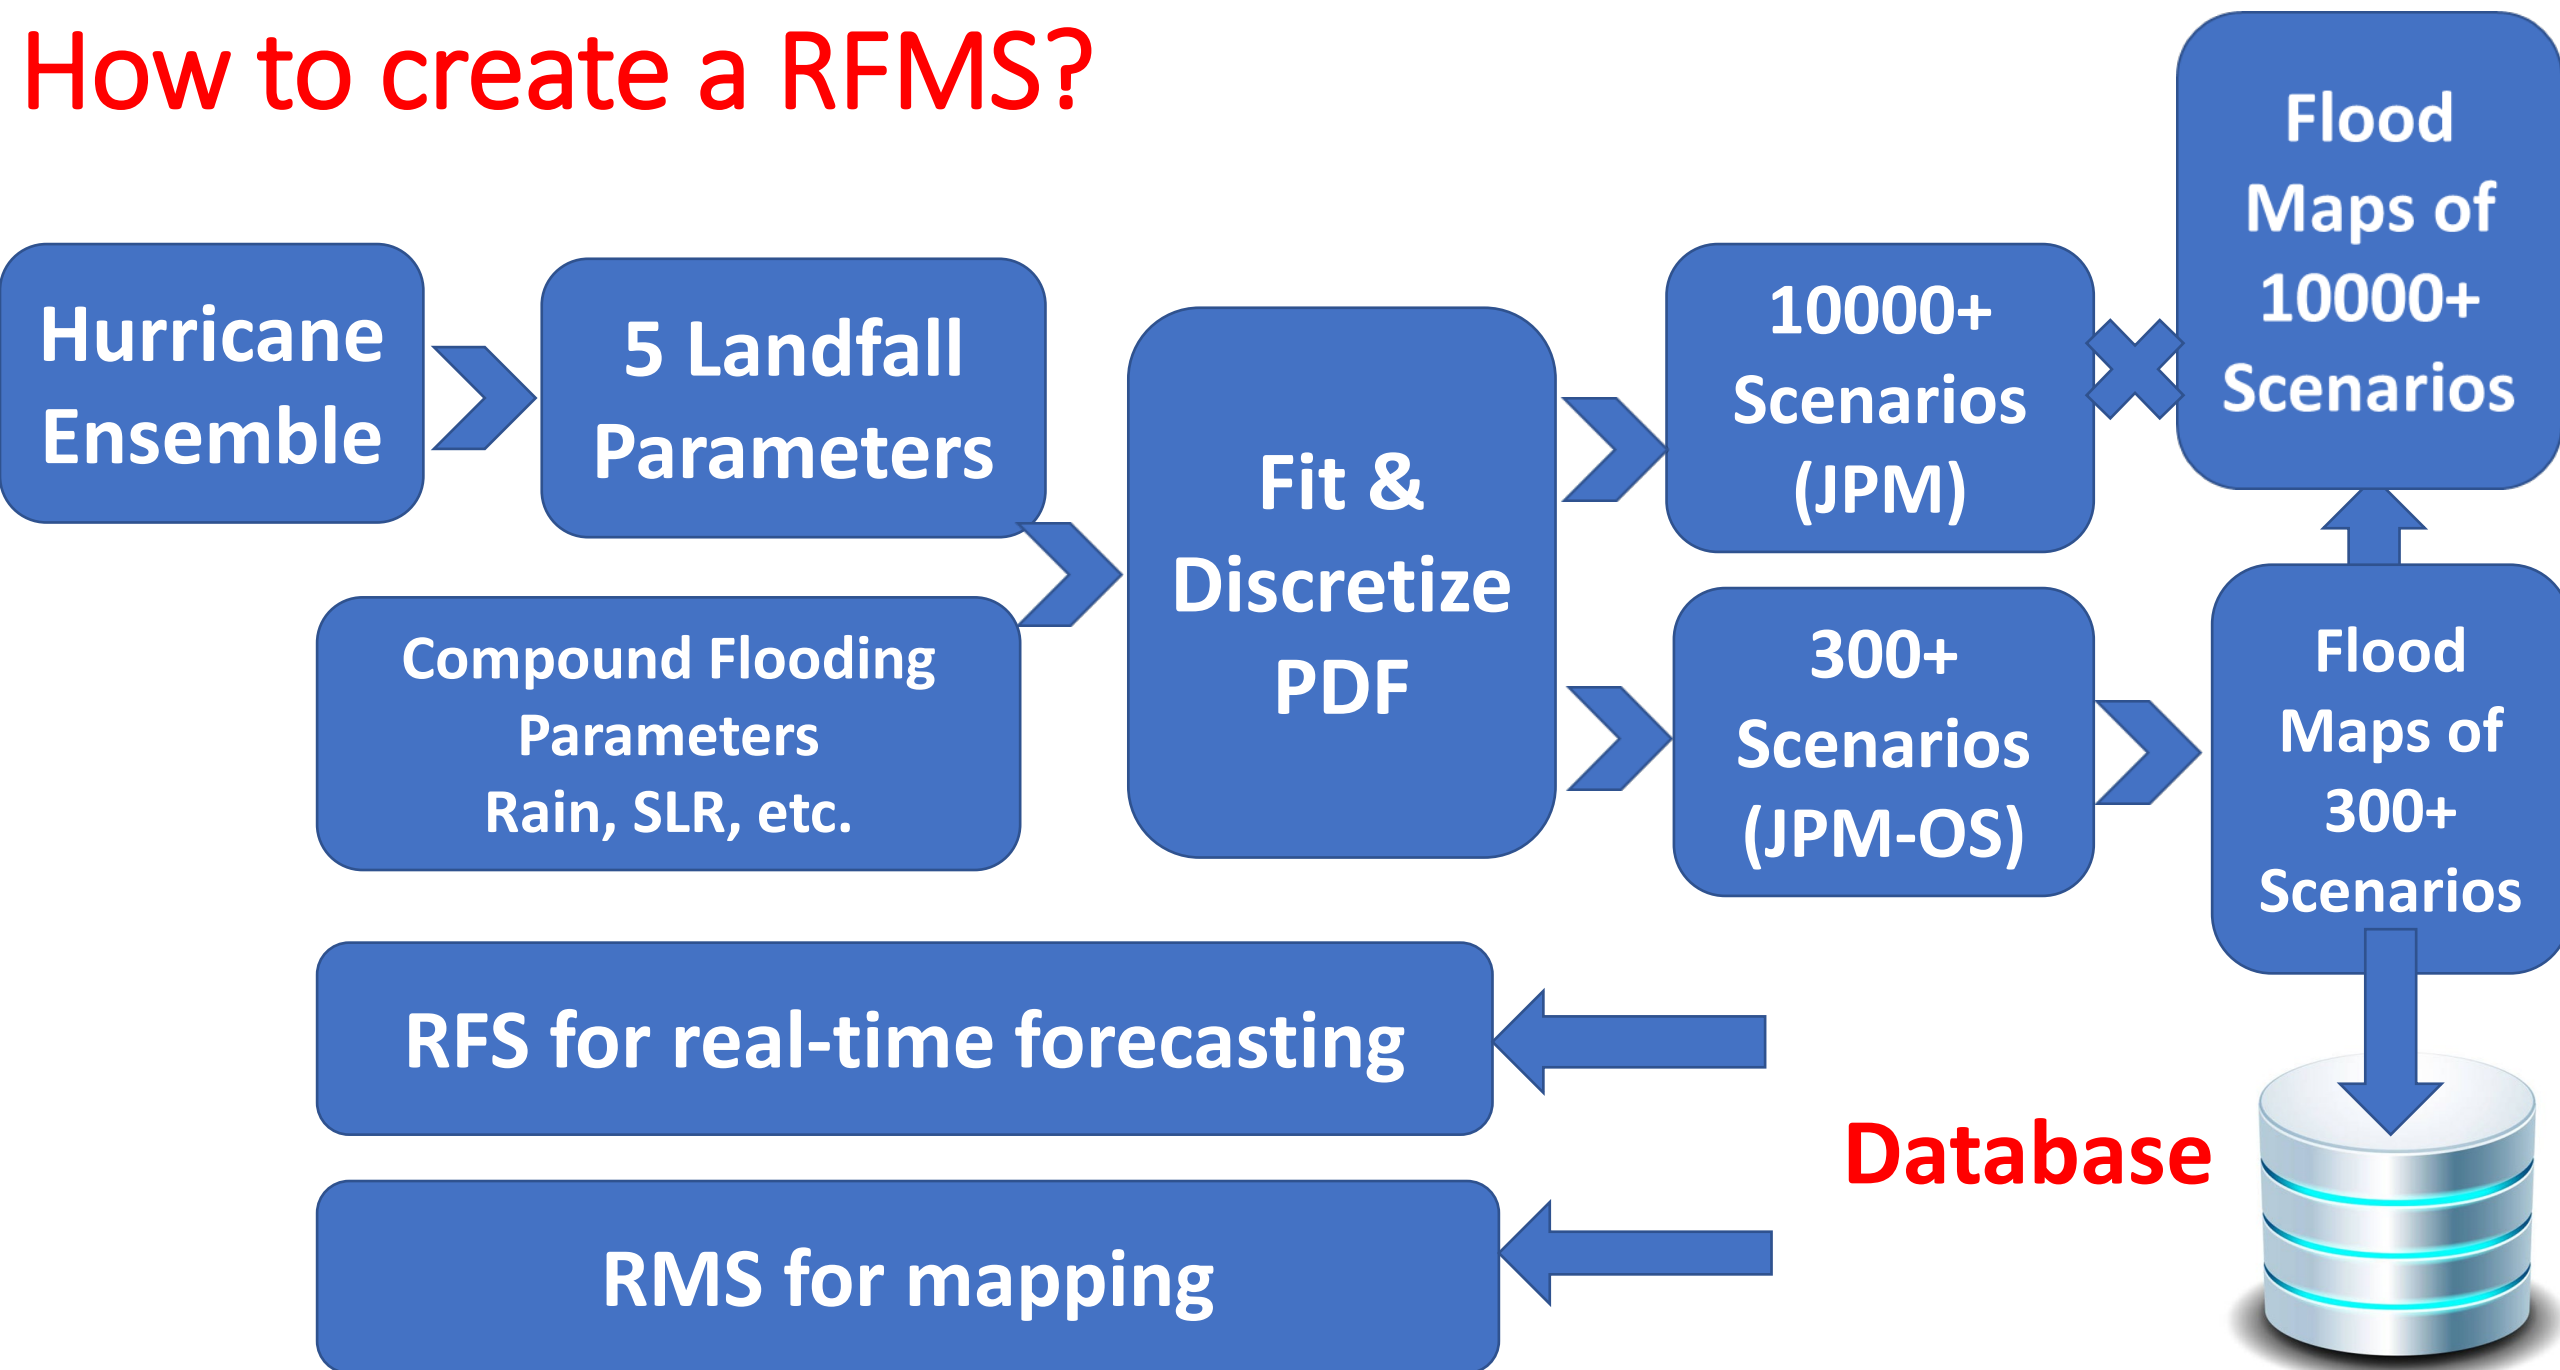 How to create a RFMS?
Hurricane
Ensemble
5 Landfall
Parameters
Compound Flooding
Parameters
Rain, SLR, etc.
Fit &
Discretize
PDF
10000+
Scenarios
(JPM)
Flood
Maps of
10000+
Scenarios
300+
Scenarios
(JPM-OS)
Flood
Maps of
300+
Scenarios
RFS for real-time forecasting
Database
RMS for mapping